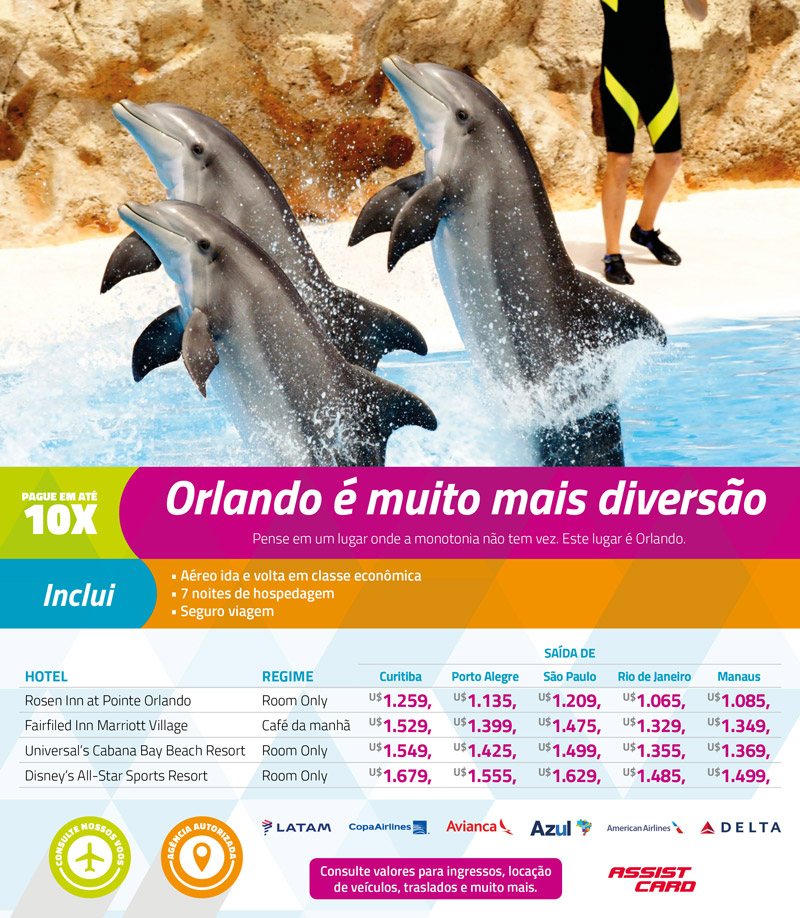 PAGUE EM ATÉ
10X
Orlando é muito mais diversão
Pense em um lugar onde a monotonia não tem vez. Este lugar é Orlando.
Inclui
• Aéreo ida e volta em classe econômica
• 7 noites de hospedagem
• Seguro viagem
SAÍDA DE
HOTEL REGIME Curitiba Porto Alegre São Paulo Rio de Janeiro Manaus
Rosen Inn at Pointe Orlando Room Only U$1.259, U$1.135, U$1.209, U$1.065, U$1.085,
Fairfiled Inn Marriott Village Café da manhã U$1.529, U$1.399, U$1.475, U$1.329, U$1.349,
Universal's Cabana Bay Beach Resort Room Only U$1.549, U$1.425, U$1.499, U$1.355, U$1.369,
Disney's All-Star Sports Resort Room Only U$1.679, U$1.555, U$1.629, U$1.485, U$1.499,
CONSULTE NOSSOS VOOS
AGÊNCIA AUTORIZADA
LATAM CopaAirlines Avianca Azul American Airlines DELTA
Consulte valores para ingressos, locação
de veículos, traslados e muito mais.
ASSIST
CARD